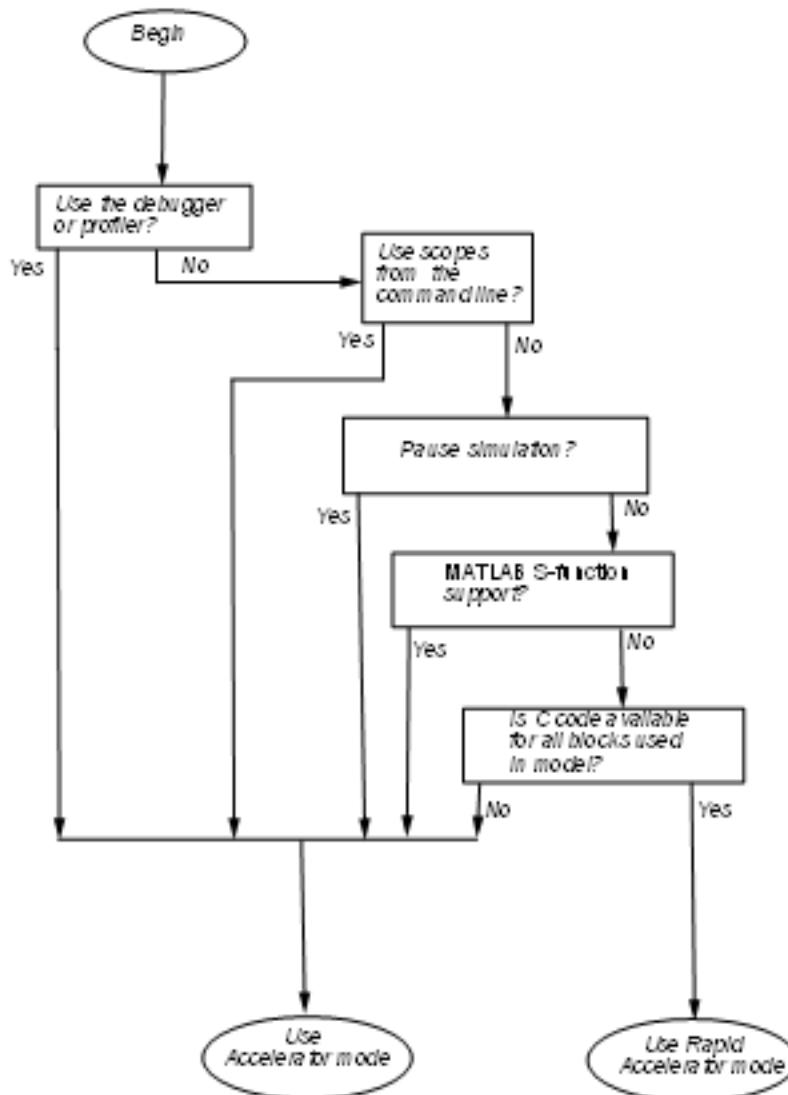 Begin
Use the debugger
or profiler?
Yes
No
Use scopes
from the
command line?
Yes
No
Pause simulation?
Yes
No
MATLAB S-function
support?
Yes
No
Is C code available
for all blocks used
in model?
No
Yes
Use
Accelerator mode
Use Rapid
Accelerator mode